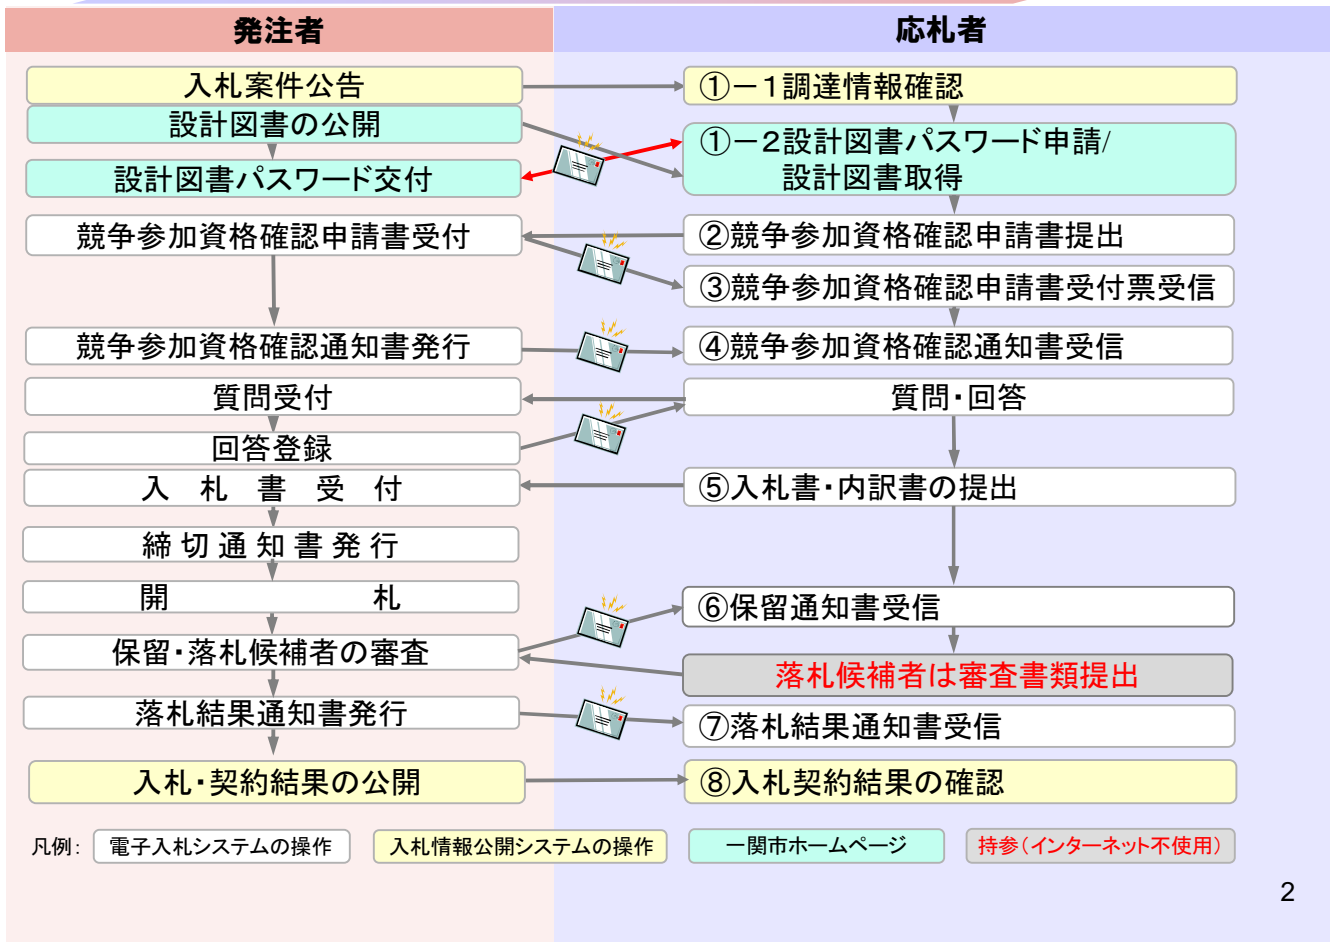 発注者
応札者
入札案件公告
①－１調達情報確認
設計図書の公開
①－２設計図書パスワード申請/
設計図書取得
設計図書パスワード交付
競争参加資格確認申請書受付
②競争参加資格確認申請書提出
③競争参加資格確認申請書受付票受信
競争参加資格確認通知書発行
④競争参加資格確認通知書受信
質問受付
質問・回答
回答登録
入　札　書　受　付
⑤入札書・内訳書の提出
締 切 通 知 書 発 行
開　　　　　　　札
⑥保留通知書受信
保留・落札候補者の審査
落札候補者は審査書類提出
落札結果通知書発行
⑦落札結果通知書受信
入札・契約結果の公開
⑧入札契約結果の確認
凡例：
電子入札システムの操作
入札情報公開システムの操作
一関市ホームページ
持参（インターネット不使用）
2